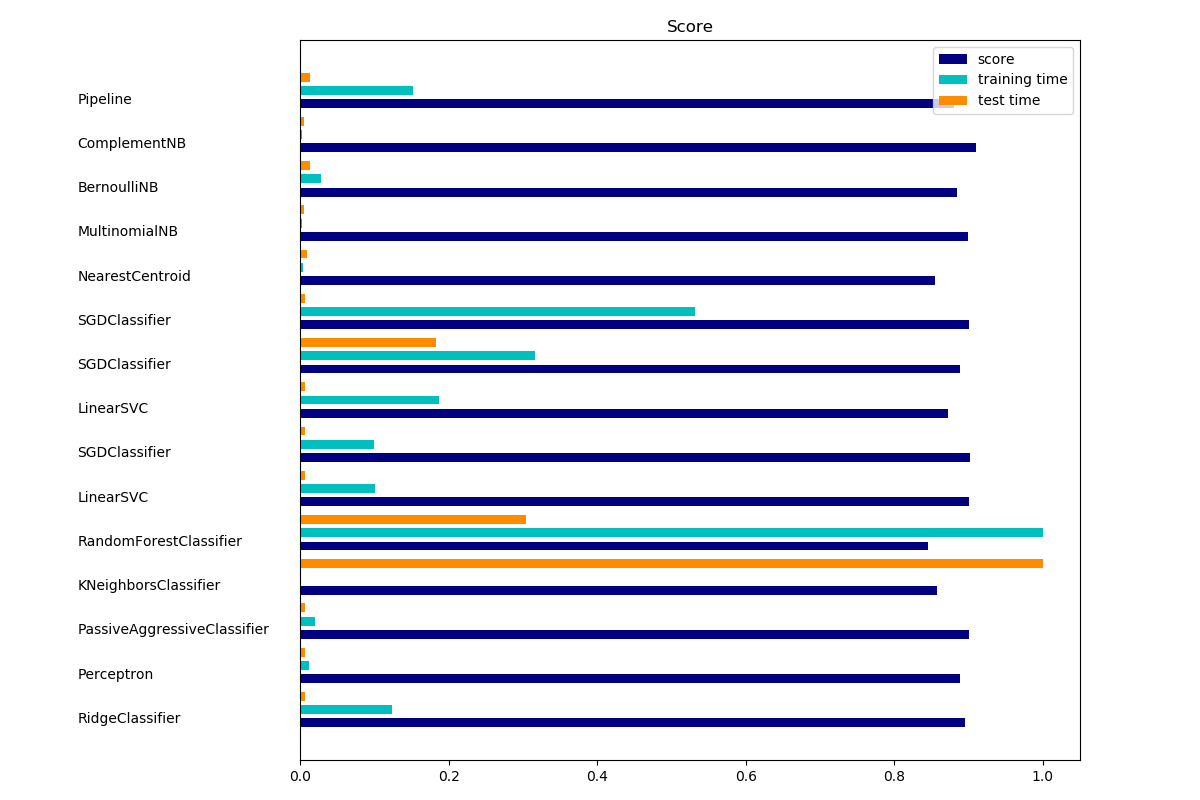 Score
score
training time
test time
Pipeline
ComplementNB
BernoulliNB
MultinomialNB
NearestCentroid
SGDClassifier
SGDClassifier
LinearSVC
SGDClassifier
LinearSVC
RandomForestClassifier
KNeighborsClassifier
PassiveAggressiveClassifier
Perceptron
RidgeClassifier
0.0 0.2 0.4 0.6 0.8 1.0